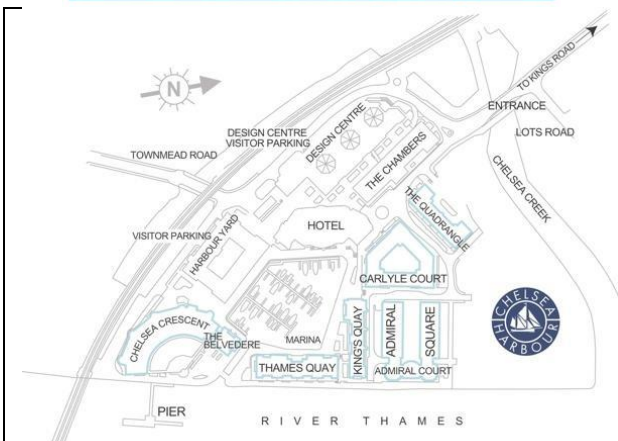 TO KINGS ROAD
N
ENTRANCE
DESIGN CENTRE
VISITOR PARKING
DESIGN CENTRE
LOTS ROAD
TOWNMEAD ROAD
THE CHAMBERS
CHELSEA CREEK
THE QUADRANGLE
HOTEL
VISITOR PARKING
HARBOUR YARD
CARLYLE COURT
CHELSEA
HARBOUR
CHELSEA CRESCENT
THE
BELVEDERE
MARINA
KING'S QUAY
ADMIRAL
SQUARE
THAMES QUAY
ADMIRAL COURT
PIER
RIVER THAMES